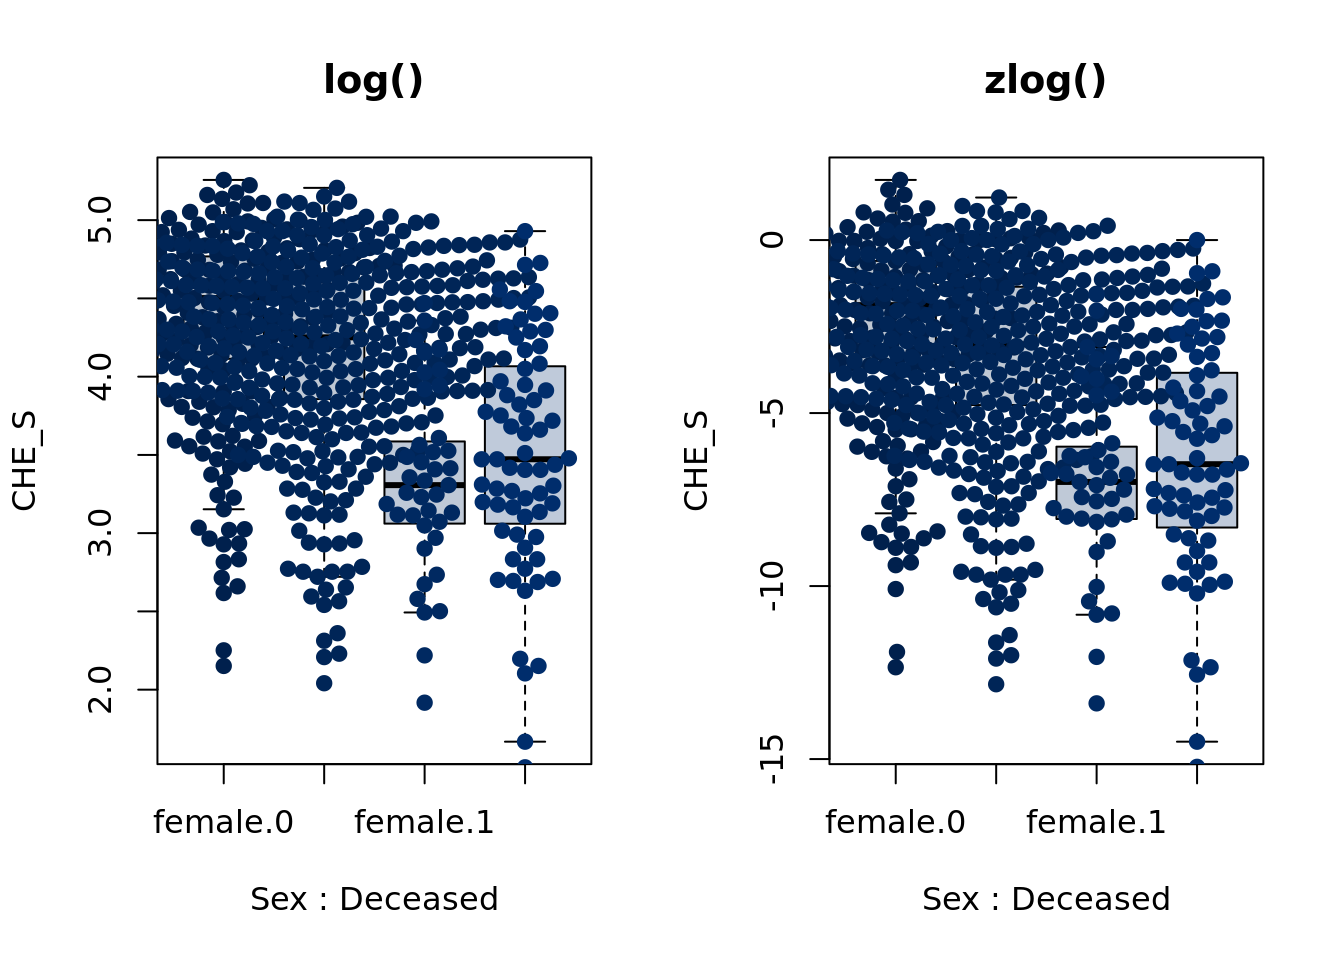 log()
CHE_S
5.0
4.0
3.0
2.0
female.0 female.1
Sex : Deceased
zlog()
CHE_S
0
-5
-10
-15
female.0 female.1
Sex : Deceased